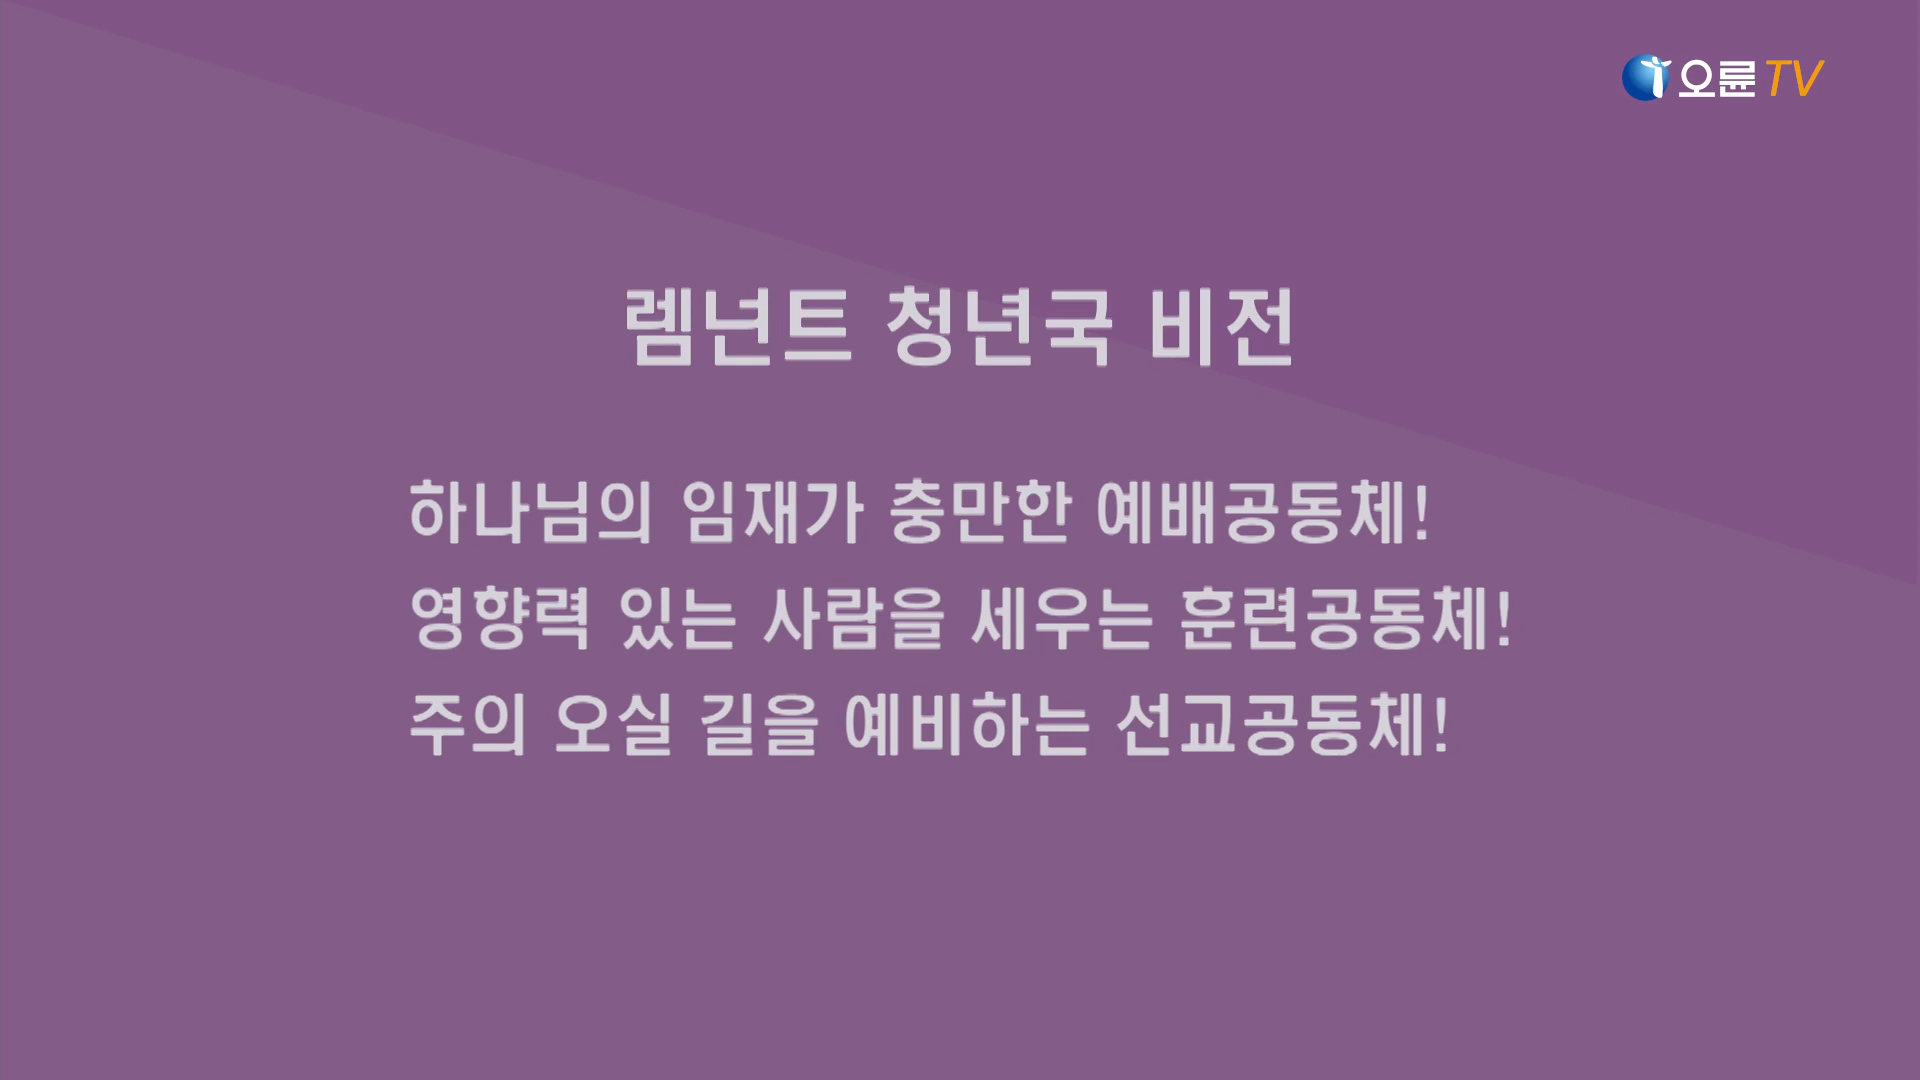 오륜 TV
렘넌트 청년국 비전
하나님의 임재가 충만한 예배공동체!
영향력 있는 사람을 세우는 훈련공동체!
주의 오실 길을 예비하는 선교공동체!